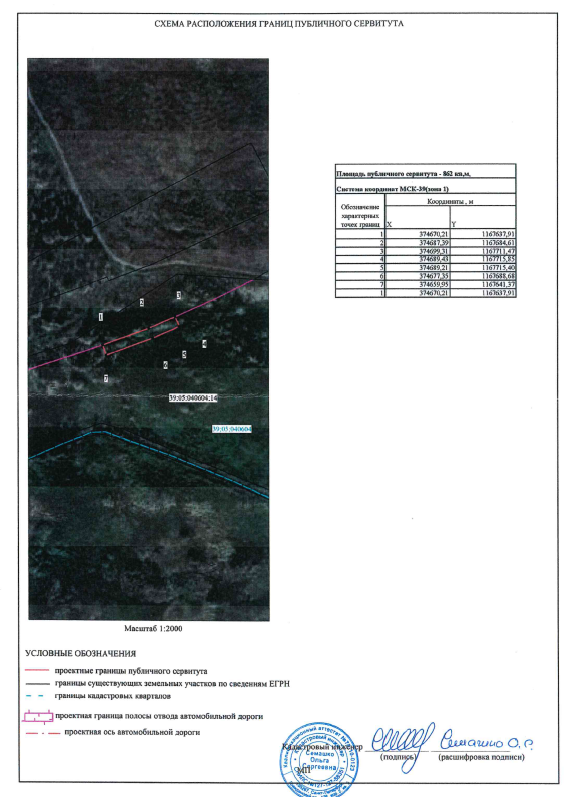 СХЕМА РАСПОЛОЖЕНИЯ ГРАНИЦ ПУБЛИЧНОГО СЕРВИТУТА
Площадь публичного сервитута - 862 кв,м,
Система координат МСК-39(зона 1)
Обозначение характерных точек границ
Координаты , м
X Y
1 374670,21 1167637,91
2 374687,39 1167684,61
3 374699,31 1167711,47
4 374689,43 1167715,85
5 374689,21 1167715,40
6 374677,35 1167688,68
7 374659,95 1167641,37
1 374670,21 1167637,91
3
2
1
4
5
6
7
39:05:040604:14
39:05:040604
Масштаб 1:2000
УСЛОВНЫЕ ОБОЗНАЧЕНИЯ
проектные границы публичного сервитута
границы существующих земельных участков по сведениям ЕГРН
границы кадастровых кварталов
проектная граница полосы отвода автомобильной дороги
проектная ось автомобильной дороги
Кадастровый инженер
Семашко О. С.
(подпись) (расшифровка подписи)
МП
Кадастровый инженер
Семашко
Ольга
Сергеевна